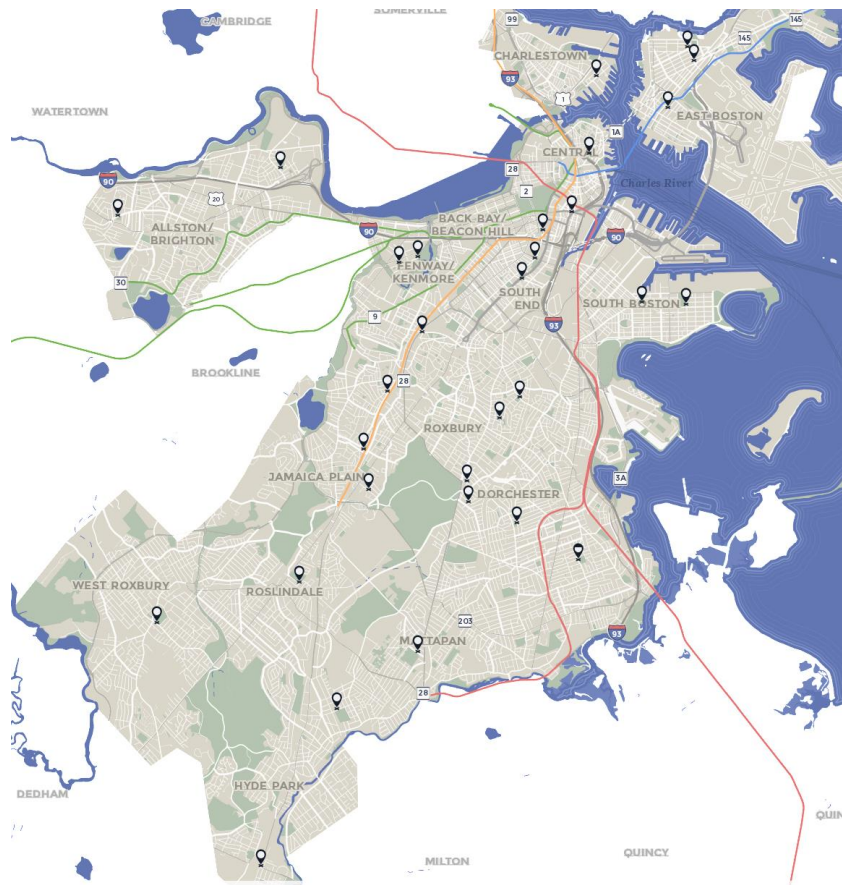 SOMERVILLE
CAMBRIDGE
99
145
145
CHARLESTOWN
93
WATERTOWN
1
EAST BOSTON
1A
CENTRAL
28
90
Charles River
2
20
BACK BAY/
BEACON HILL
ALLSTON/
BRIGHTON
90
90
FENWAY/
KENMORE
30
SOUTH
END
SOUTH BOSTON
9
93
BROOKLINE
28
ROXBURY
JAMAICA PLAIN
3A
DORCHESTER
WEST ROXBURY
ROSLINDALE
203
93
MATTAPAN
28
HYDE PARK
DEDHAM
QUIN
QUINCY
MILTON